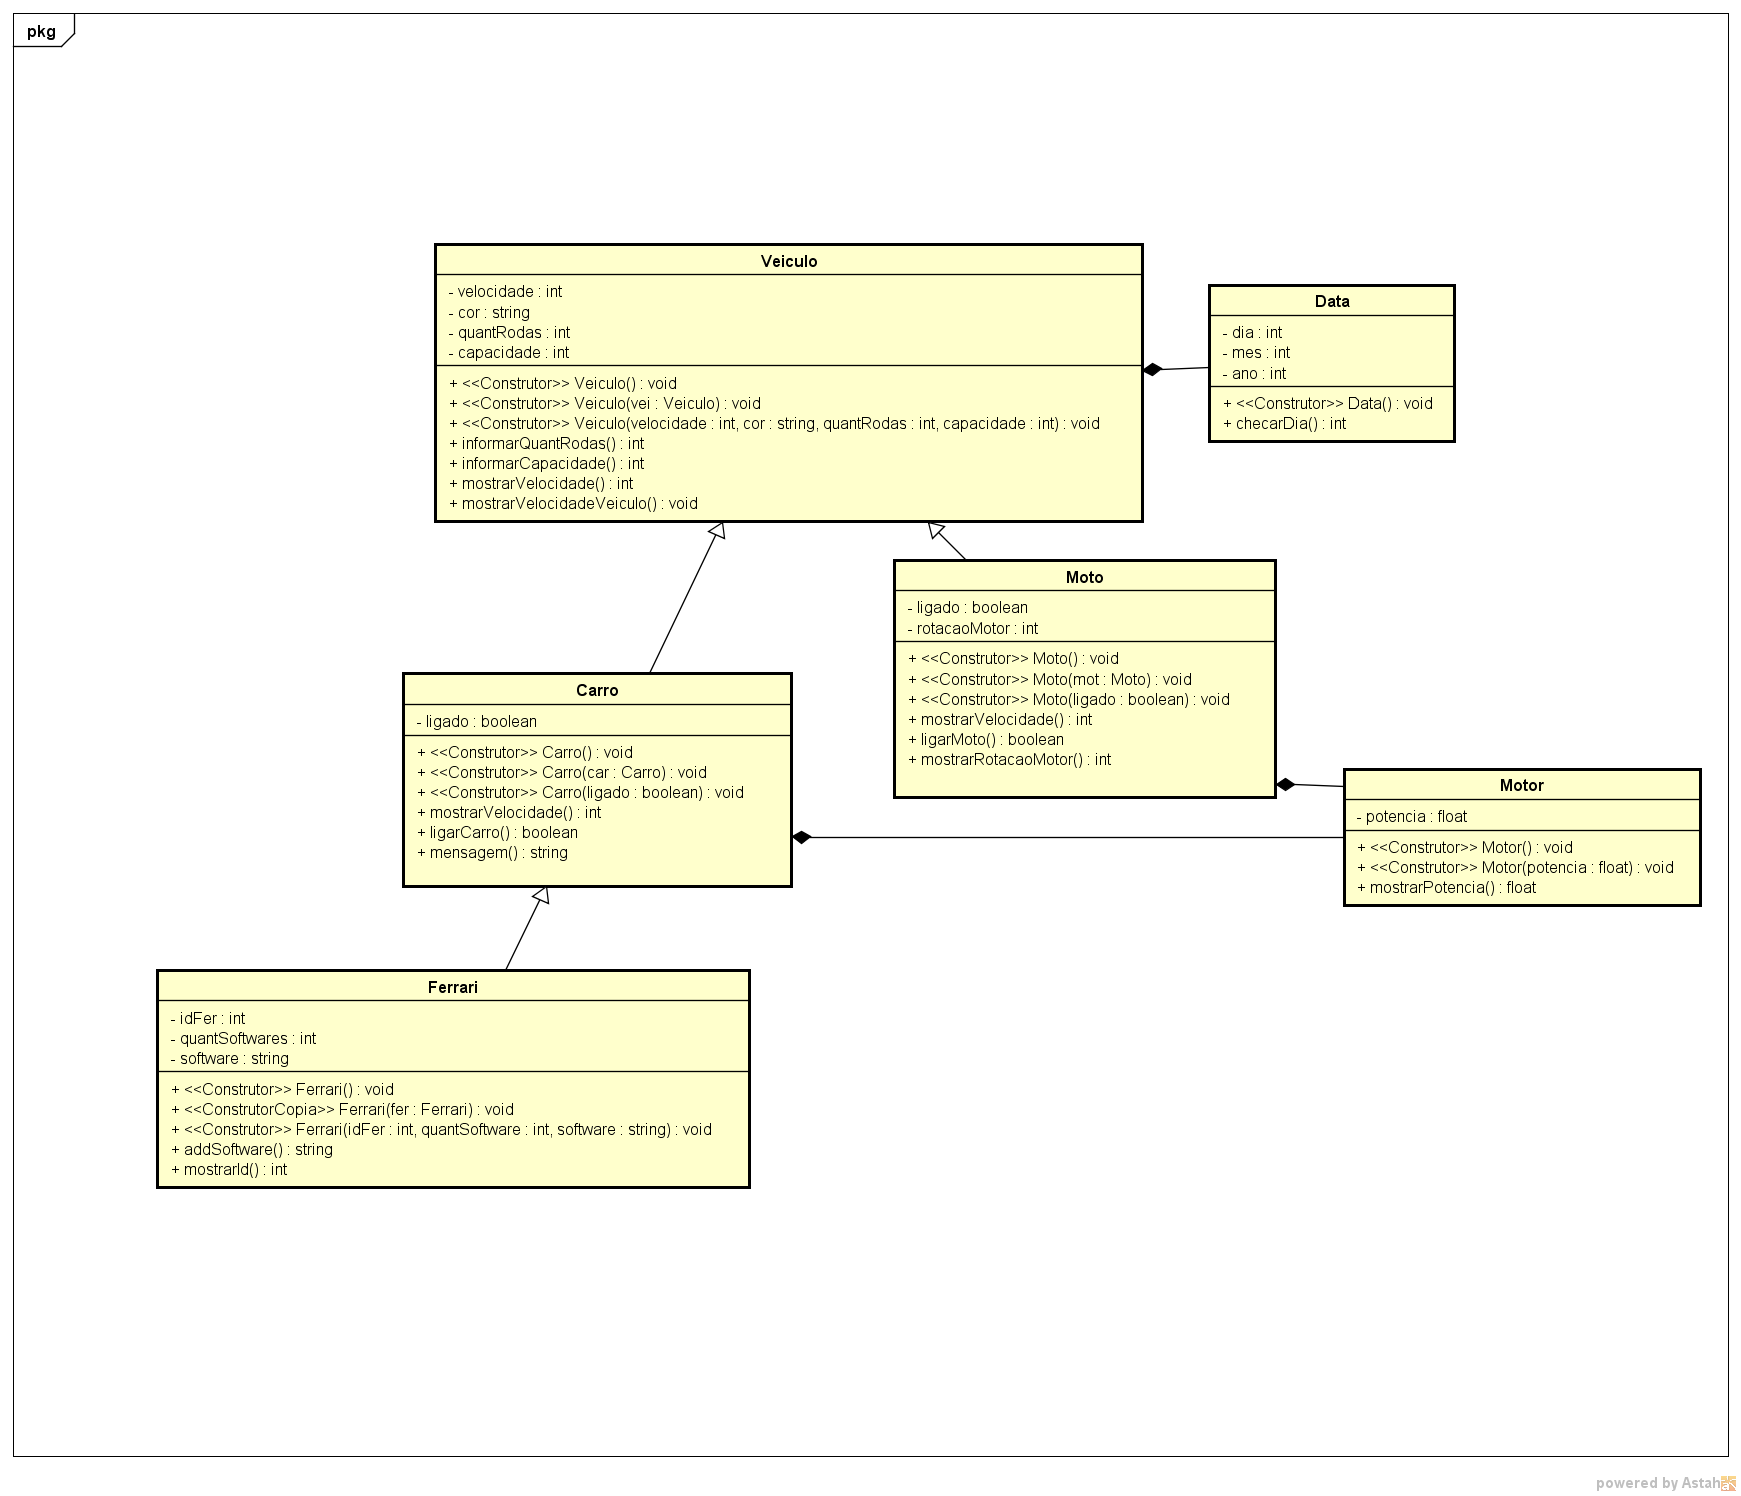 pkg
Veiculo
- velocidade : int
- cor : string
- quantRodas : int
- capacidade : int
+ <<Construtor>> Veiculo() : void
+ <<Construtor>> Veiculo(vei : Veiculo) : void
+ <<Construtor>> Veiculo(velocidade : int, cor : string, quantRodas : int, capacidade : int) : void
+ informarQuantRodas() : int
+ informarCapacidade() : int
+ mostrarVelocidade() : int
+ mostrarVelocidadeVeiculo() : void
Data
- dia : int
- mes : int
- ano : int
+ <<Construtor>> Data() : void
+ checarDia() : int
Moto
- ligado : boolean
- rotacaoMotor : int
+ <<Construtor>> Moto() : void
+ <<Construtor>> Moto(mot : Moto) : void
+ <<Construtor>> Moto(ligado : boolean) : void
+ mostrarVelocidade() : int
+ ligarMoto() : boolean
+ mostrarRotacaoMotor() : int
Carro
- ligado : boolean
+ <<Construtor>> Carro() : void
+ <<Construtor>> Carro(car : Carro) : void
+ <<Construtor>> Carro(ligado : boolean) : void
+ mostrarVelocidade() : int
+ ligarCarro() : boolean
+ mensagem() : string
Motor
- potencia : float
+ <<Construtor>> Motor() : void
+ <<Construtor>> Motor(potencia : float) : void
+ mostrarPotencia() : float
Ferrari
- idFer : int
- quantSoftwares : int
- software : string
+ <<Construtor>> Ferrari() : void
+ <<ConstrutorCopia>> Ferrari(fer : Ferrari) : void
+ <<Construtor>> Ferrari(idFer : int, quantSoftware : int, software : string) : void
+ addSoftware() : string
+ mostrarId() : int
powered by Astah